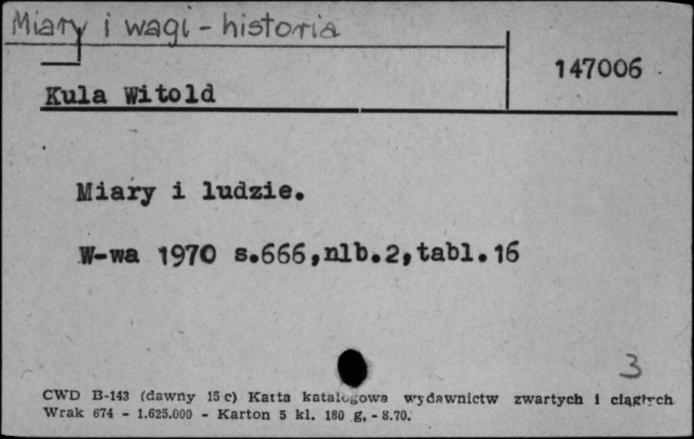 Miary i wagi - historia
147006
Kula Witold
Miary i ludzie.
W-wa 1970 s.666,nlb.2,tabl.16
3
CWD B-143 (dawny 15 c) Karta katalogowa wydawnictw zwartych i ciągłych
Wrak 674 - 1.625.000 - Karton 5 kl. 180 g. - 8.70.